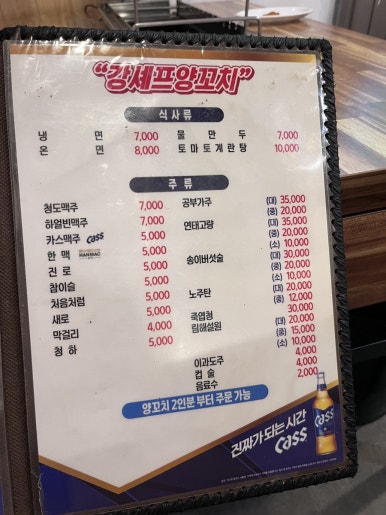 "강셰프양꼬치"
식사류
냉 면 7,000 물 만 두 7,000
온 면 8,000 토마토계란탕 10,000
주 류
청도맥주 7,000
하얼빈맥주 7,000
카스맥주 Cass 5,000
한 맥 HANMAC 5,000
진 로 5,000
참이슬 5,000
처음처럼 5,000
새로 5,000
막걸리 4,000
청 하 5,000
공부가주 (대) 35,000
(중) 20,000
연태고량 (대) 35,000
(중) 20,000
(소) 10,000
송이버섯술 (대) 30,000
(중) 20,000
노주탄 (대) 20,000
(중) 12,000
죽엽청 30,000
림해설원 (대) 20,000
(중) 15,000
(소) 10,000
이과도주 4,000
컵 술 4,000
음료수 2,000
양꼬치 2인분 부터 주문 가능
진짜가 되는 시간
Cass